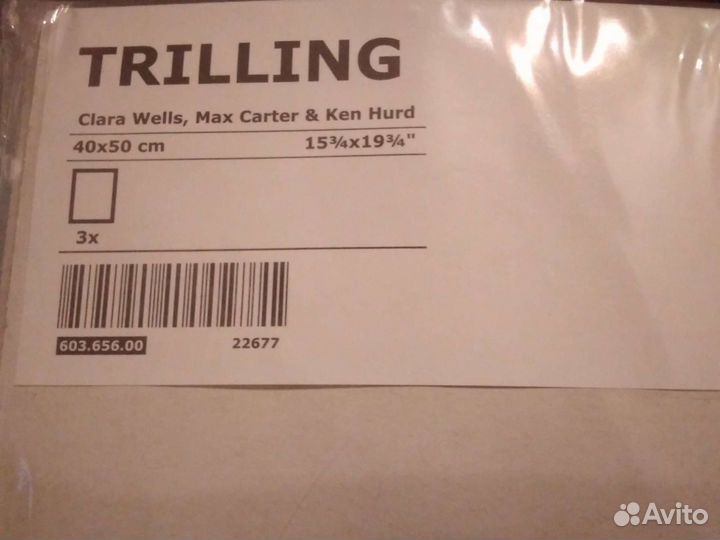 TRILLING
Clara Wells, Max Carter & Ken Hurd
40x50 cm 15¾x19¾"
3x
603.656.00 22677
Avito